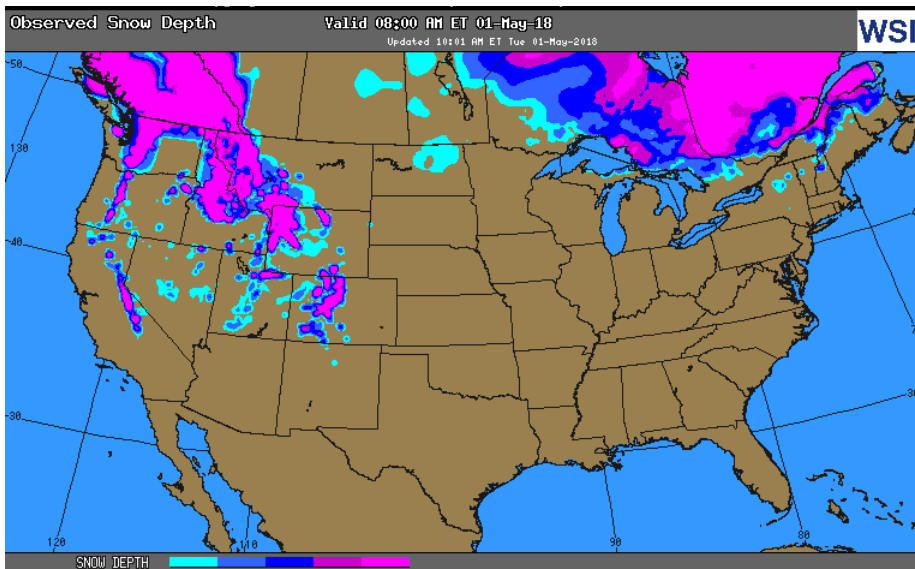 Observed Snow Depth
Valid 08:00 AM ET 01-May-18
Updated 10:01 AM ET Tue 01-May-2018
WSI
50
130
40
30
120
110
90
80
SNOW DEPTH